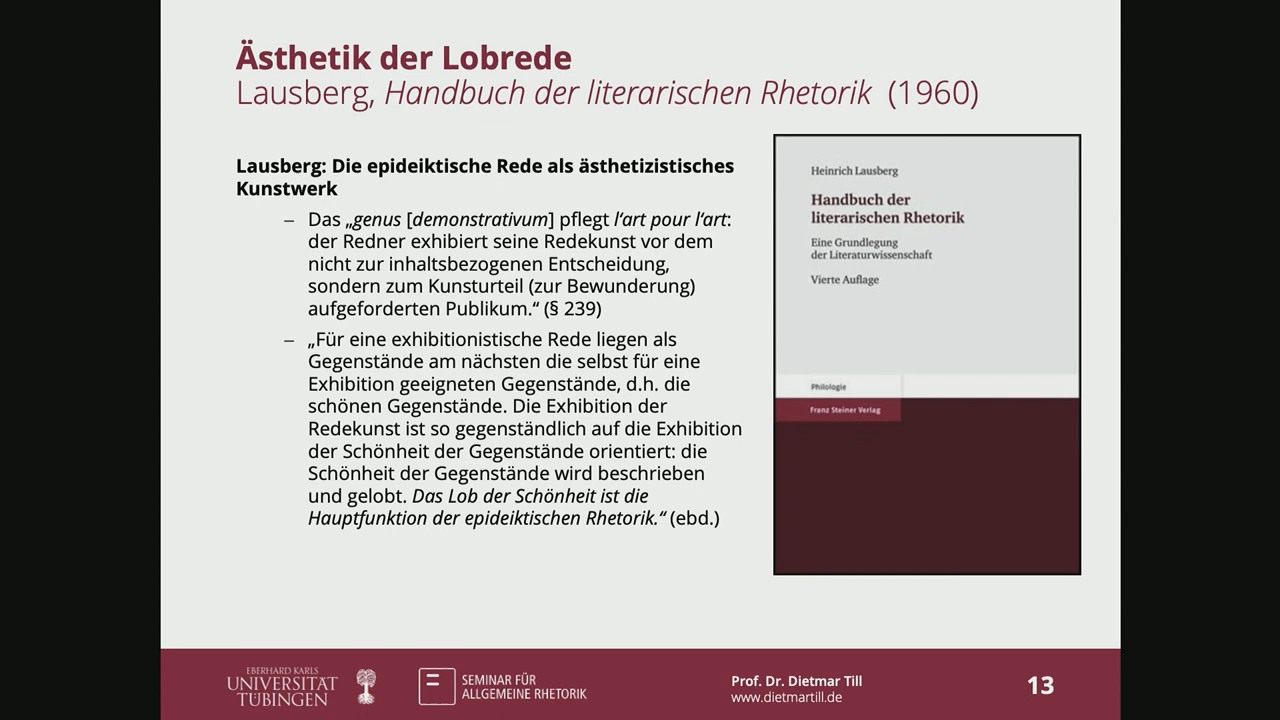 Ästhetik der Lobrede
Lausberg, Handbuch der literarischen Rhetorik (1960)
Lausberg: Die epideiktische Rede als ästhetizistisches
Kunstwerk
– Das „genus [demonstrativum] pflegt l‘art pour l‘art:
der Redner exhibiert seine Redekunst vor dem
nicht zur inhaltsbezogenen Entscheidung,
sondern zum Kunsturteil (zur Bewunderung)
aufgeforderten Publikum.“ (§ 239)
– „Für eine exhibitionistische Rede liegen als
Gegenstände am nächsten die selbst für eine
Exhibition geeigneten Gegenstände, d.h. die
schönen Gegenstände. Die Exhibition der
Redekunst ist so gegenständlich auf die Exhibition
der Schönheit der Gegenstände orientiert: die
Schönheit der Gegenstände wird beschrieben
und gelobt. Das Lob der Schönheit ist die
Hauptfunktion der epideiktischen Rhetorik.“ (ebd.)
Heinrich Lausberg
Handbuch der
literarischen Rhetorik
Eine Grundlegung
der Literaturwissenschaft
Vierte Auflage
Philologie
Franz Steiner Verlag
EBERHARD KARLS
UNIVERSITÄT
TÜBINGEN
SEMINAR FÜR
ALLGEMEINE RHETORIK
Prof. Dr. Dietmar Till
www.dietmartill.de
13